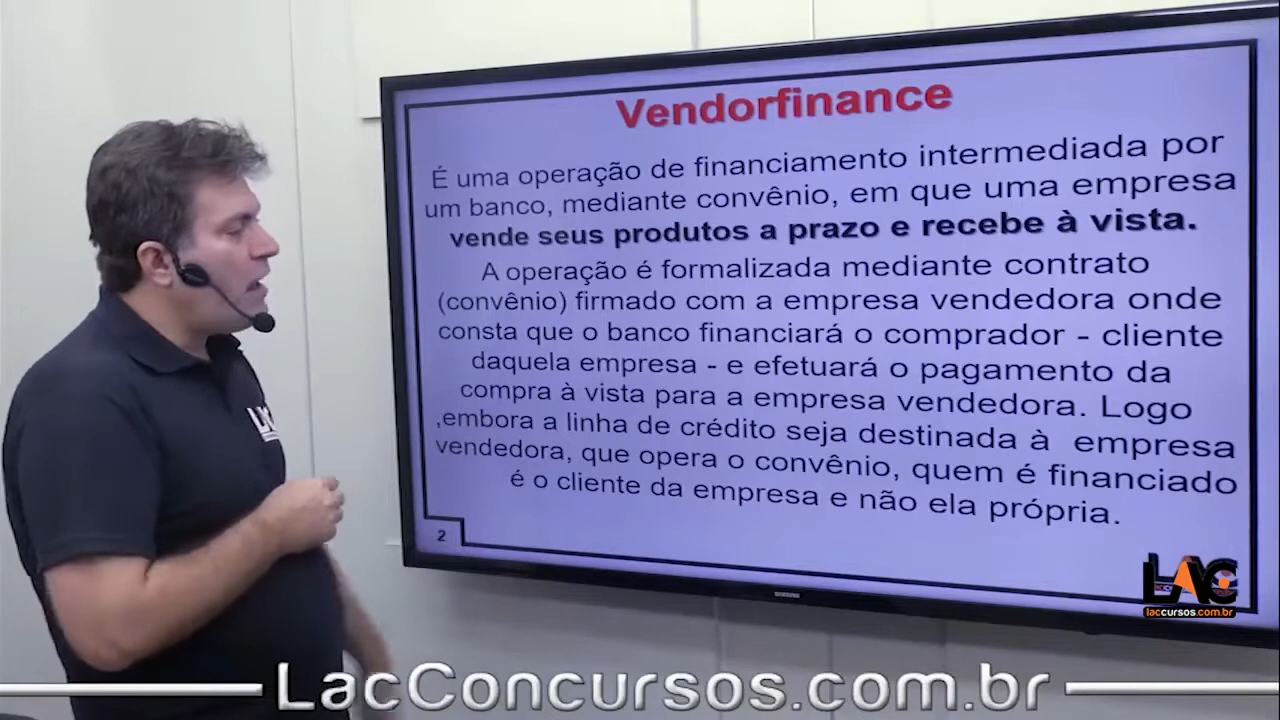 Vendorfinance
É uma operação de financiamento intermediada por
um banco, mediante convênio, em que uma empresa
vende seus produtos a prazo e recebe à vista.
A operação é formalizada mediante contrato
(convênio) firmado com a empresa vendedora onde
consta que o banco financiará o comprador - cliente
daquela empresa - e efetuará o pagamento da
compra à vista para a empresa vendedora. Logo
,embora a linha de crédito seja destinada à empresa
vendedora, que opera o convênio, quem é financiado
é o cliente da empresa e não ela própria.
2
LAC
laccursos.com.br
SAMSUNG
LAC
LacConcursos.com.br